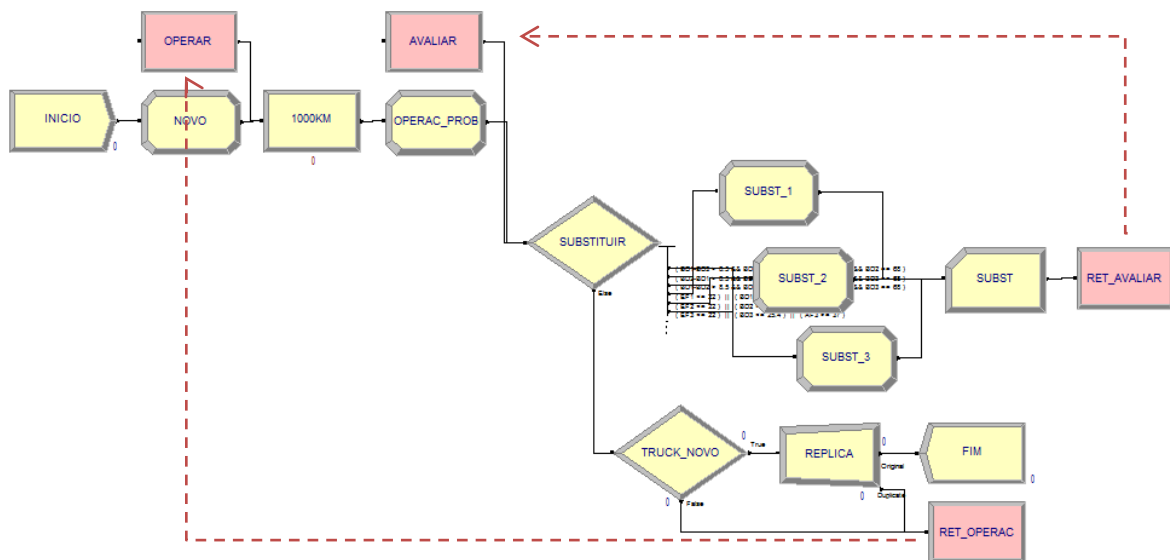 OPERAR
AVALIAR
INICIO
0
NOVO
1000KM
0
OPERAC_PROB
SUBST_1
SUBSTITUIR
Else
SUBST_2
SUBST
RET_AVALIAR
SUBST_3
TRUCK_NOVO
0
True
0
False
REPLICA
0
Original
0
Duplicate
FIM
0
RET_OPERAC